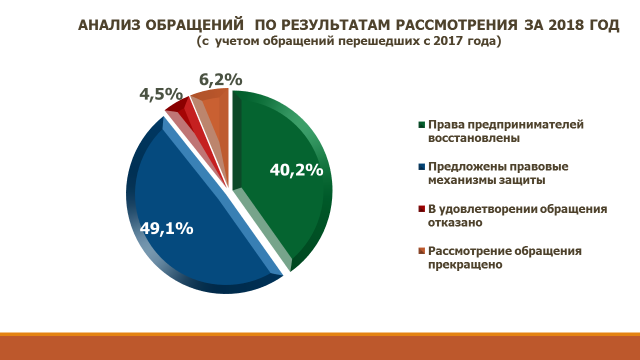 АНАЛИЗ ОБРАЩЕНИЙ ПО РЕЗУЛЬТАТАМ РАССМОТРЕНИЯ ЗА 2018 ГОД
(с учетом обращений перешедших с 2017 года)
6,2%
4,5%
40,2%
49,1%
Права предпринимателей
восстановлены
Предложены правовые
механизмы защиты
В удовлетворении обращения
отказано
Рассмотрение обращения
прекращено